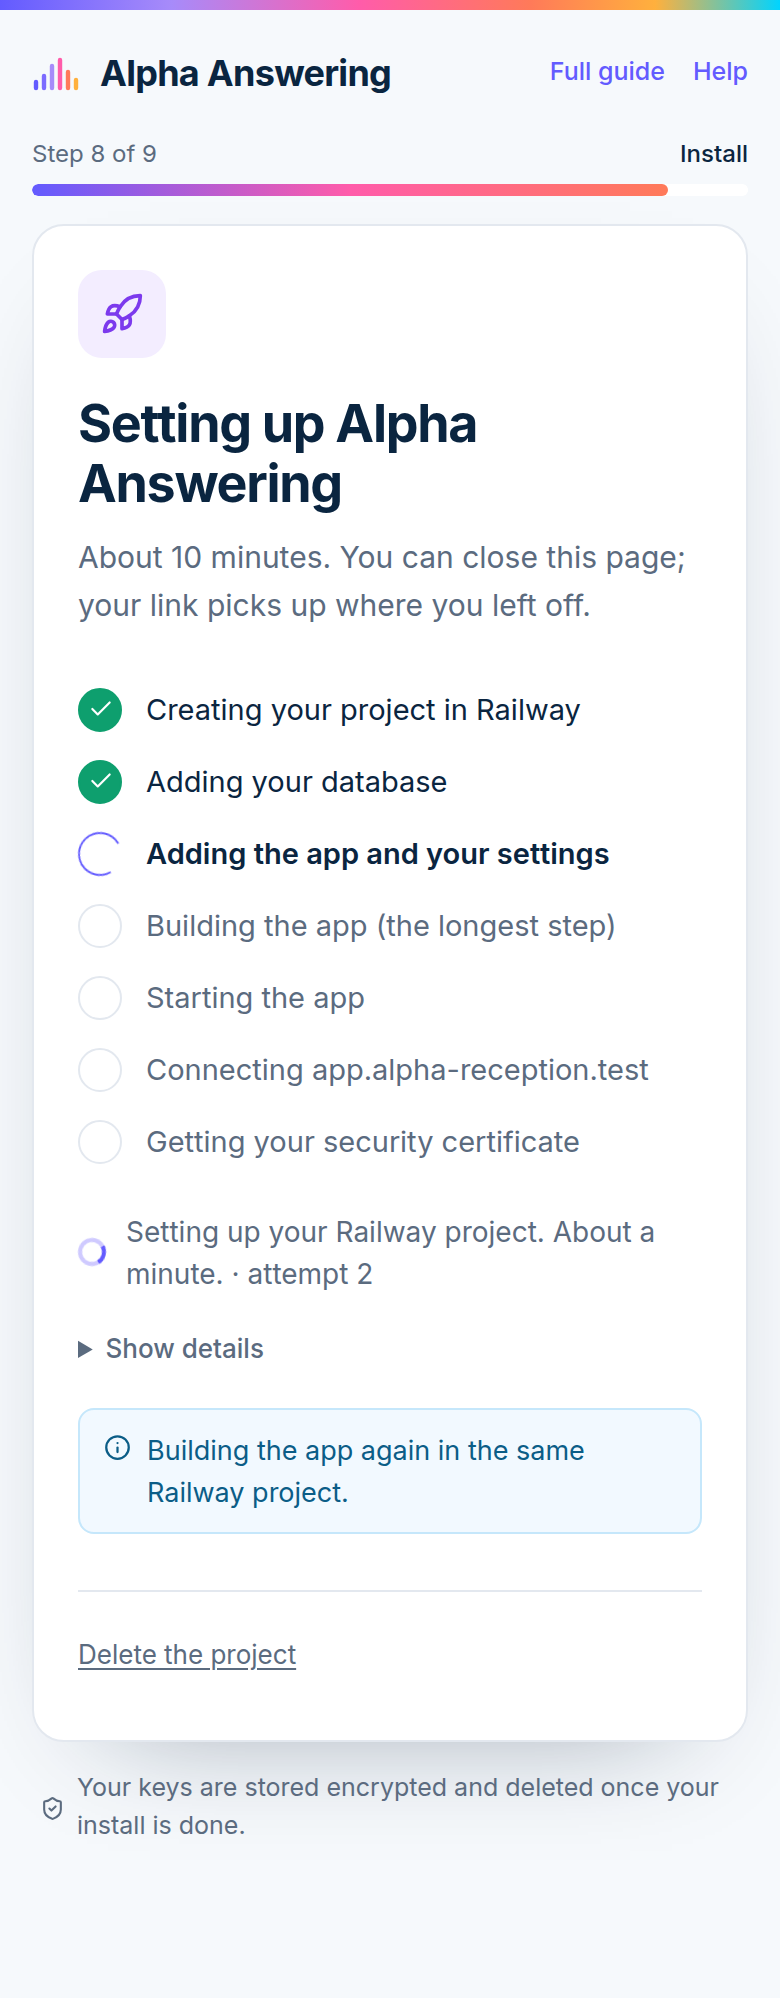 Alpha Answering
Full guide
Help
Step 8 of 9
Install
Setting up Alpha
Answering
About 10 minutes. You can close this page;
your link picks up where you left off.
Creating your project in Railway
Adding your database
Adding the app and your settings
Building the app (the longest step)
Starting the app
Connecting app.alpha-reception.test
Getting your security certificate
Setting up your Railway project. About a
minute. · attempt 2
Show details
Building the app again in the same
Railway project.
Delete the project
Your keys are stored encrypted and deleted once your
install is done.